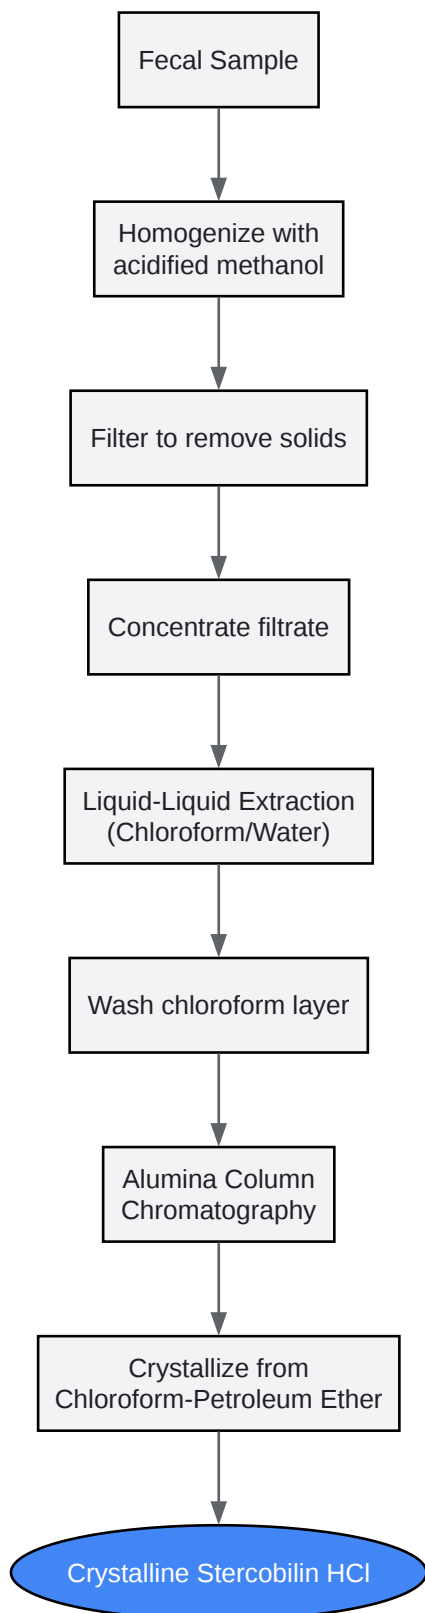 Fecal Sample
Homogenize with
acidified methanol
Filter to remove solids
Concentrate filtrate
Liquid-Liquid Extraction
(Chloroform/Water)
Wash chloroform layer
Alumina Column
Chromatography
Crystallize from
Chloroform-Petroleum Ether
Crystalline Stercobilin HCl